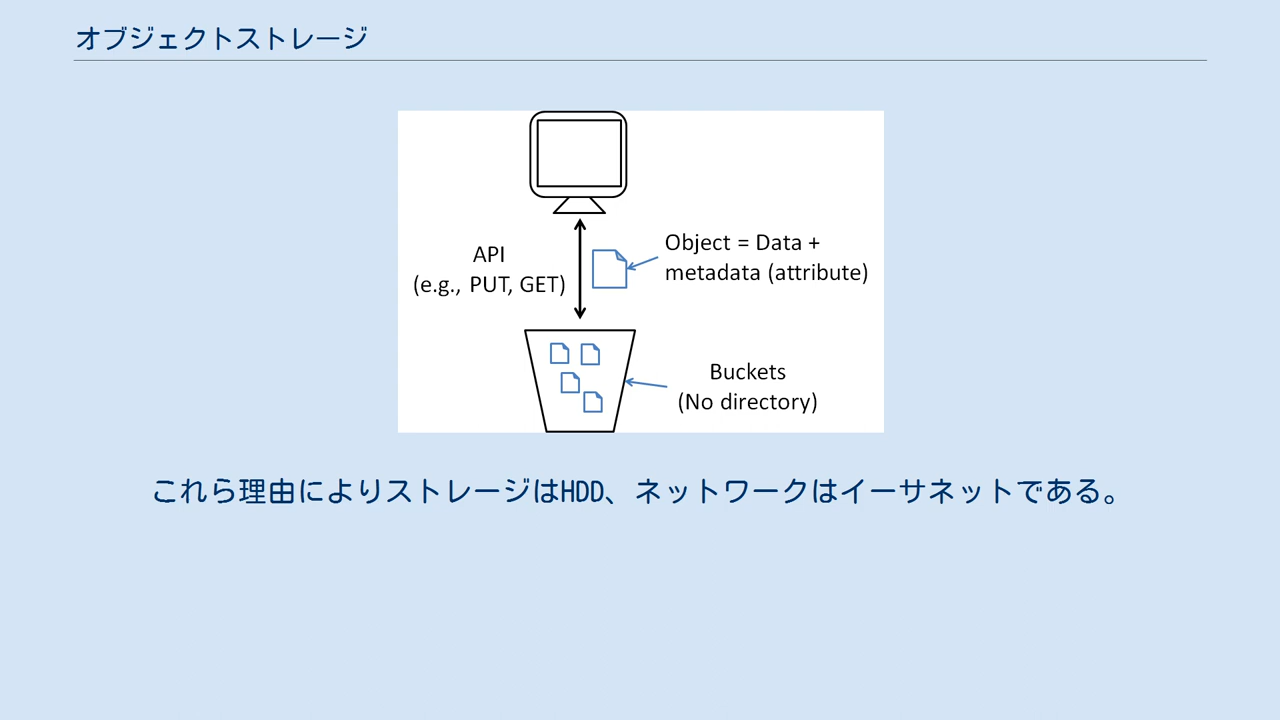 オブジェクトストレージ
API
(e.g., PUT, GET)
Object = Data +
metadata (attribute)
Buckets
(No directory)
これら理由によりストレージはHDD、ネットワークはイーサネットである。